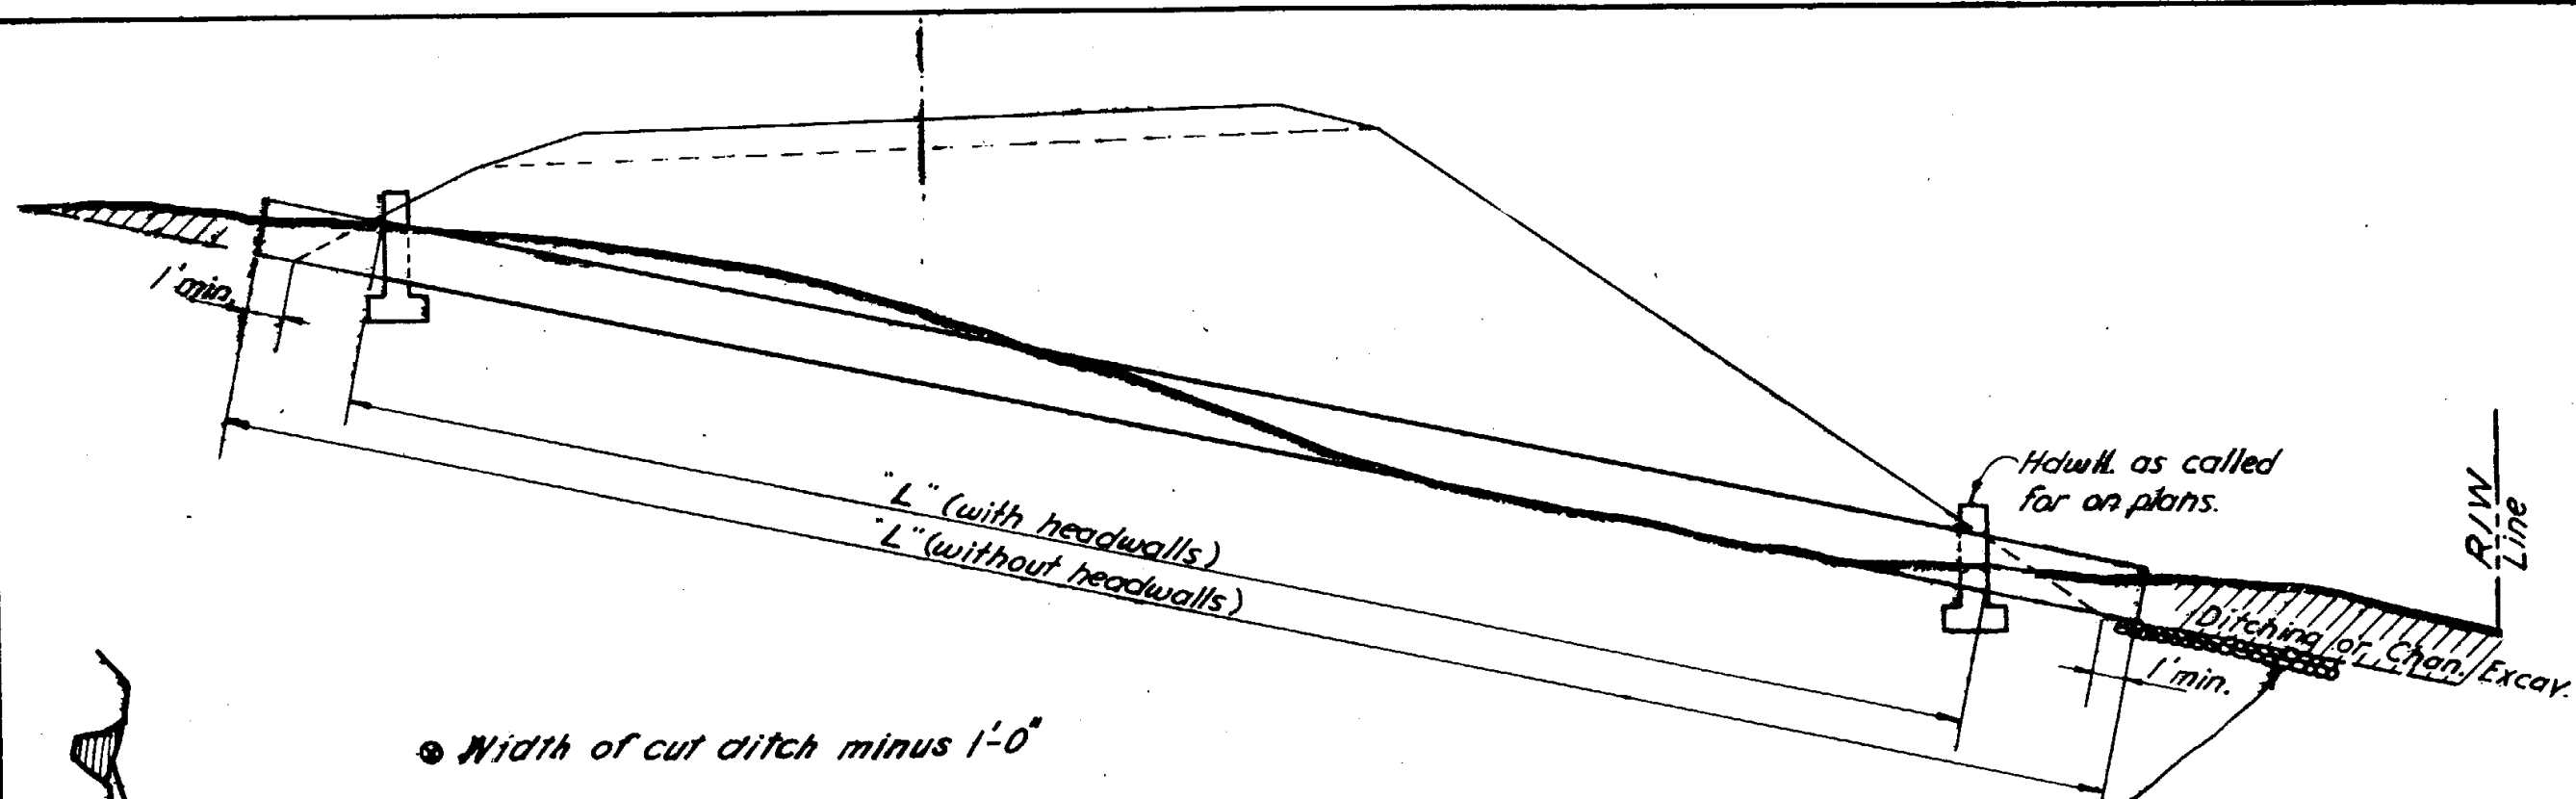 1' min.
Hdwll. as called
for on plans.
R/W
Line
"L" (with headwalls)
"L" (without headwalls)
Ditching or Chan. Excav.
1' min.
⊗ Width of cut ditch minus 1'-0"